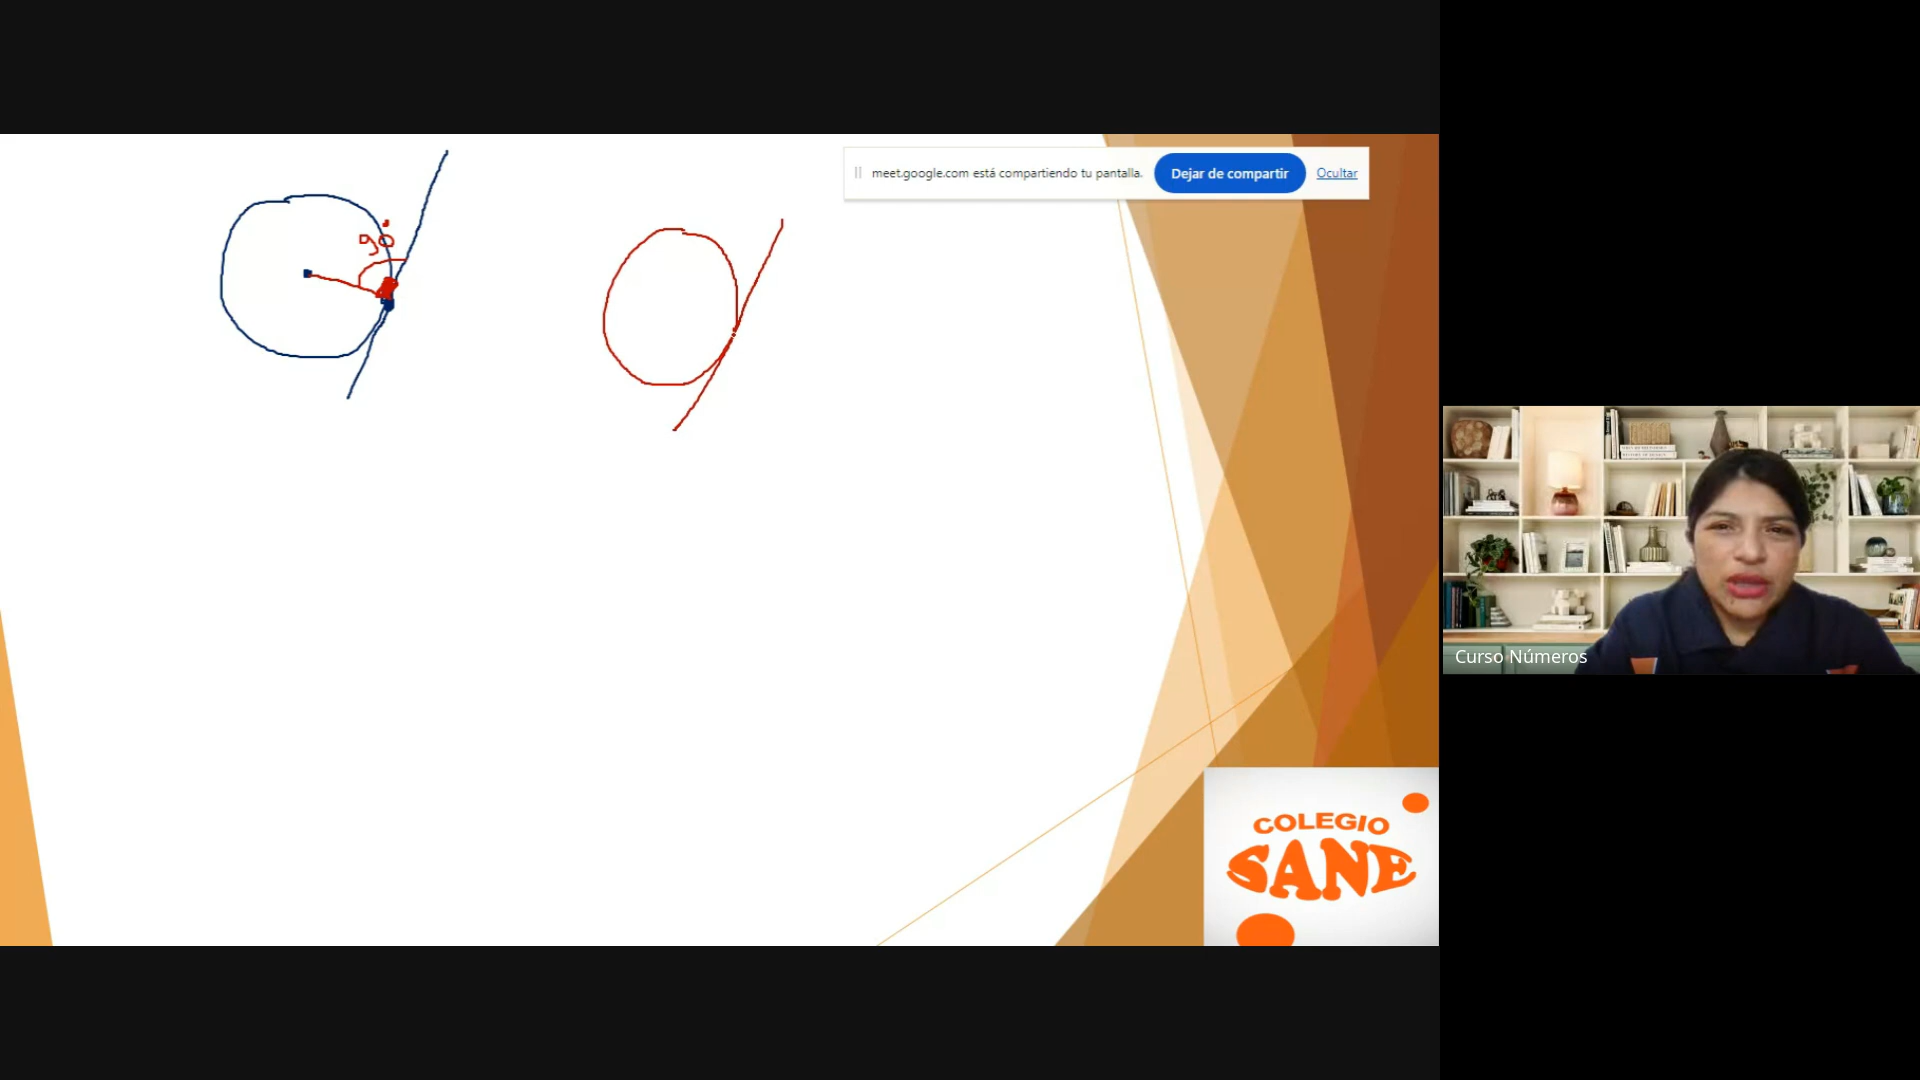 meet.google.com está compartiendo tu pantalla.
Dejar de compartir
Ocultar
90°
COLEGIO
SANE
Curso Números